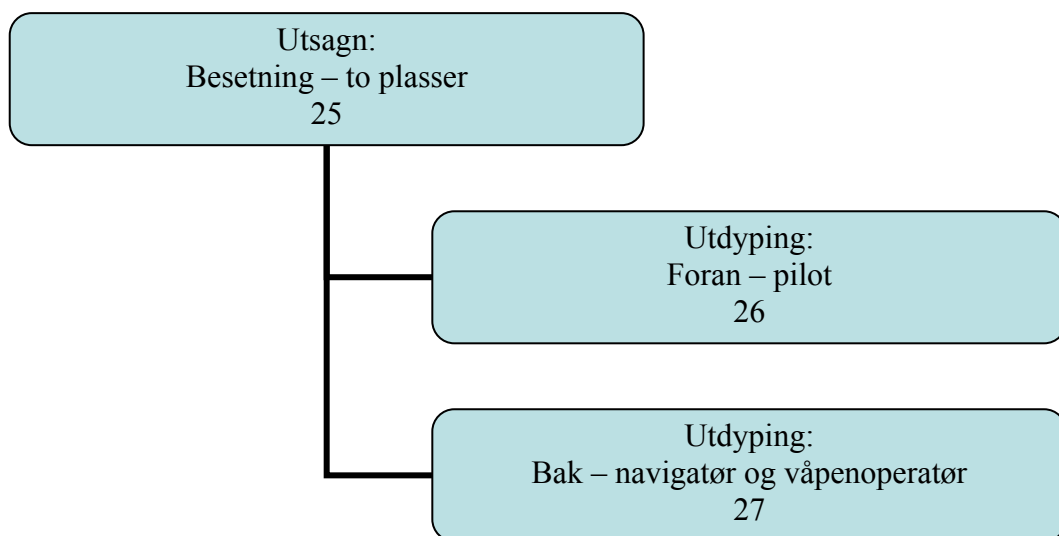 Utsagn:
Besetning – to plasser
25
Utdyping:
Foran – pilot
26
Utdyping:
Bak – navigatør og våpenoperatør
27